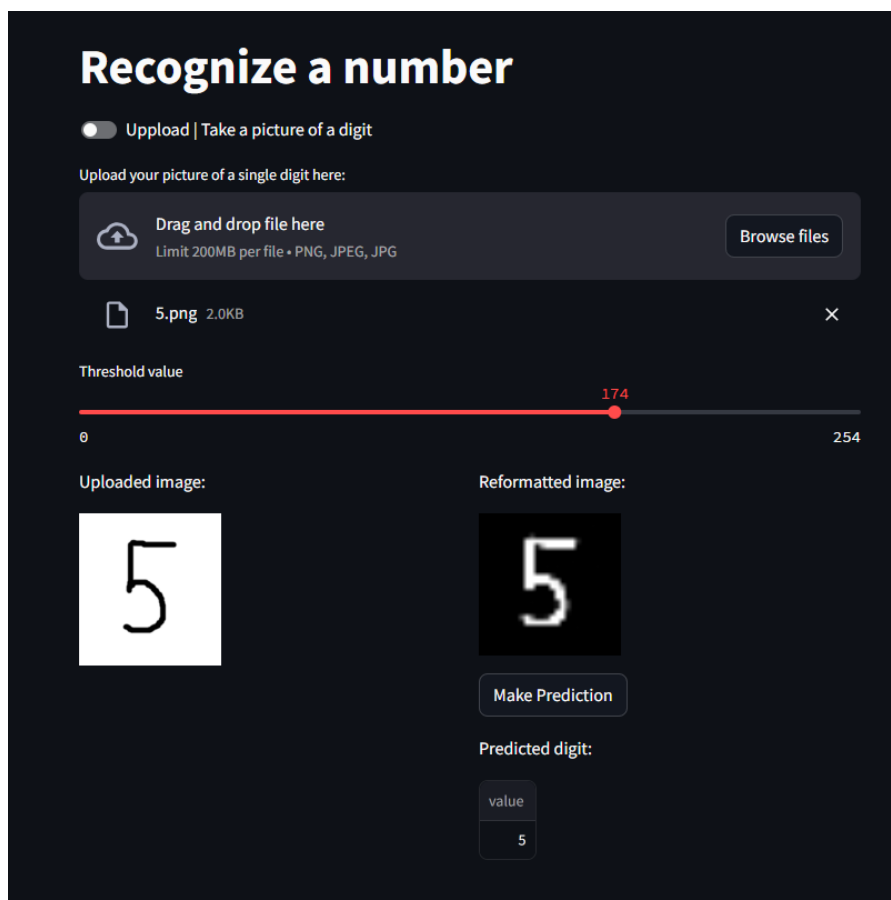 Recognize a number
Uppload | Take a picture of a digit
Upload your picture of a single digit here:
Drag and drop file here
Limit 200MB per file • PNG, JPEG, JPG
Browse files
5.png 2.0KB
Threshold value
174
0 254
Uploaded image: Reformatted image:
5 5
Make Prediction
Predicted digit:
value
5